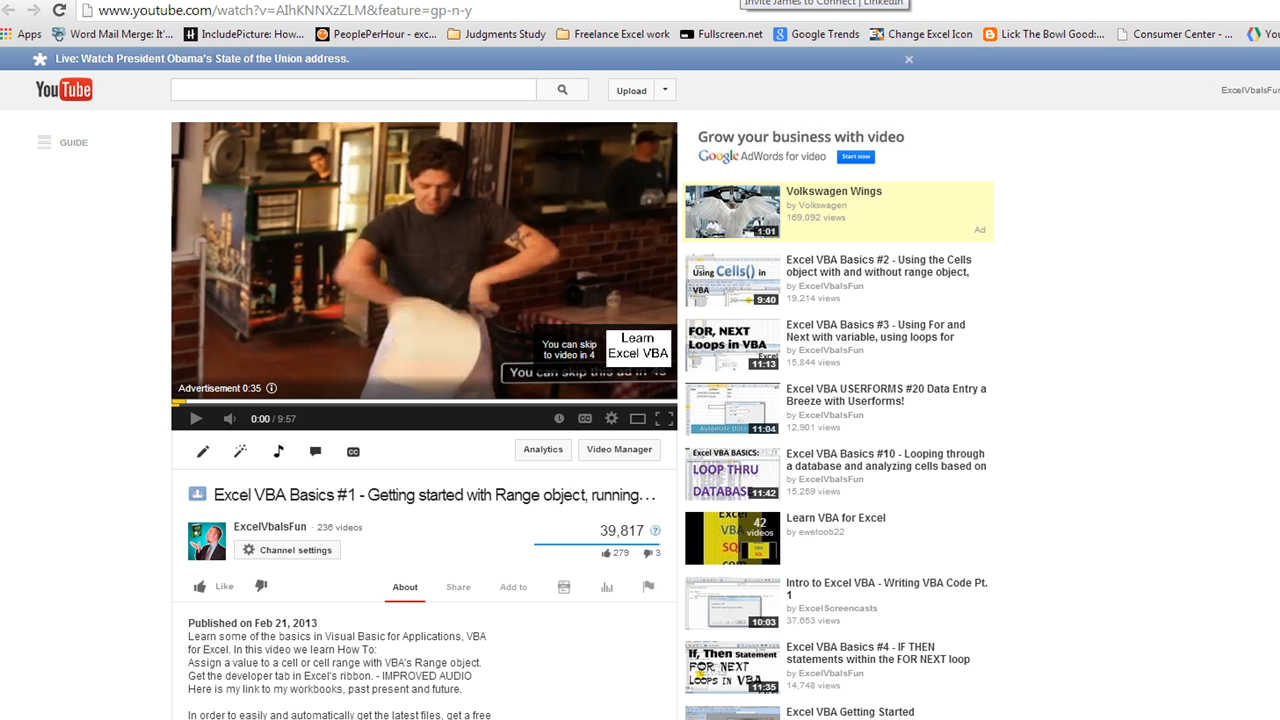 www.youtube.com/watch?v=AIhKNNXzZLM&feature=gp-n-y
Invite James to Connect | LinkedIn
Apps
Word Mail Merge: It'...
IncludePicture: How...
PeoplePerHour - exc...
Judgments Study
Freelance Excel work
Fullscreen.net
Google Trends
Change Excel Icon
Lick The Bowl Good:...
Consumer Center - ...
Live: Watch President Obama's State of the Union address.
YouTube
Upload
ExcelVbaIsFun
GUIDE
You can skip
to video in 4
Learn
Excel VBA
You can skip this ad in
Advertisement 0:35
0:00 / 9:57
CC
Analytics
Video Manager
Excel VBA Basics #1 - Getting started with Range object, running...
ExcelVbaIsFun · 236 videos
Channel settings
39,817
279
3
Like
About
Share
Add to
Published on Feb 21, 2013
Learn some of the basics in Visual Basic for Applications, VBA
for Excel. In this video we learn How To:
Assign a value to a cell or cell range with VBA's Range object.
Get the developer tab in Excel's ribbon. - IMPROVED AUDIO
Here is my link to my workbooks, past present and future.
In order to easily and automatically get the latest files, get a free
Grow your business with video
Google AdWords for video
Start now
1:01
Volkswagen Wings
by Volkswagen
169,092 views
Ad
Using Cells() in
VBA
9:40
Excel VBA Basics #2 - Using the Cells
object with and without range object,
by ExcelVbaIsFun
19,214 views
FOR, NEXT
Loops in VBA
Excel
11:13
Excel VBA Basics #3 - Using For and
Next with variable, using loops for
by ExcelVbaIsFun
15,844 views
Automate Data
11:04
Excel VBA USERFORMS #20 Data Entry a
Breeze with Userforms!
by ExcelVbaIsFun
12,901 views
Excel VBA BASICS:
LOOP THRU
DATABASE
11:42
Excel VBA Basics #10 - Looping through
a database and analyzing cells based on
by ExcelVbaIsFun
15,259 views
Excel
VBA
SQL
com
42
videos
Learn VBA for Excel
by ewetoob22
10:03
Intro to Excel VBA - Writing VBA Code Pt.
1
by ExcelScreencasts
37,653 views
If, Then Statement
FOR NEXT
LOOPS IN VBA
11:35
Excel VBA Basics #4 - IF THEN
statements within the FOR NEXT loop
by ExcelVbaIsFun
14,748 views
Excel VBA Getting Started